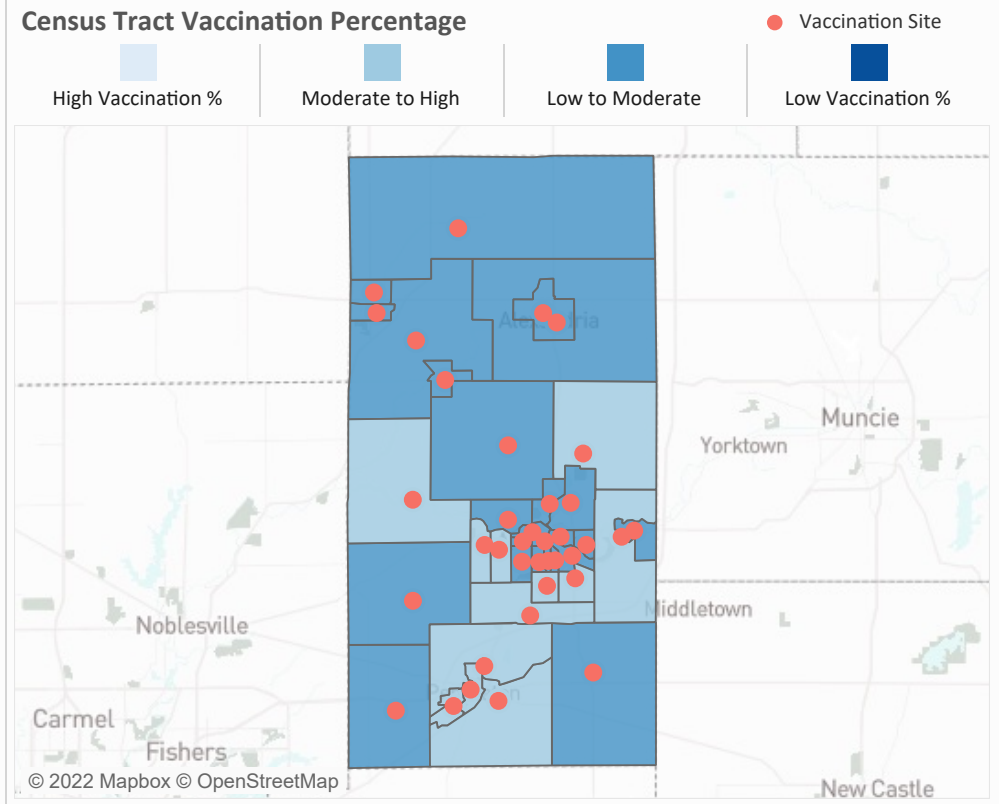 Census Tract Vaccination Percentage
Vaccination Site
High Vaccination %
Moderate to High
Low to Moderate
Low Vaccination %
Alexandria
Muncie
Yorktown
Middletown
Noblesville
Carmel
Fishers
New Castle
© 2022 Mapbox © OpenStreetMap